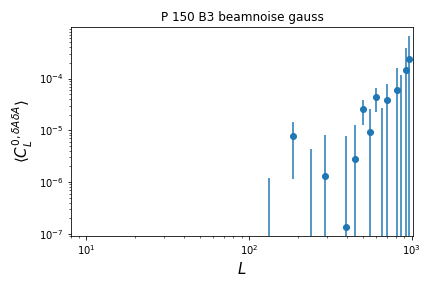 P 150 B3 beamnoise gauss
⟨C_L^{0, δAδA}⟩
10⁻⁴
10⁻⁵
10⁻⁶
10⁻⁷
10¹ 10² 10³
L